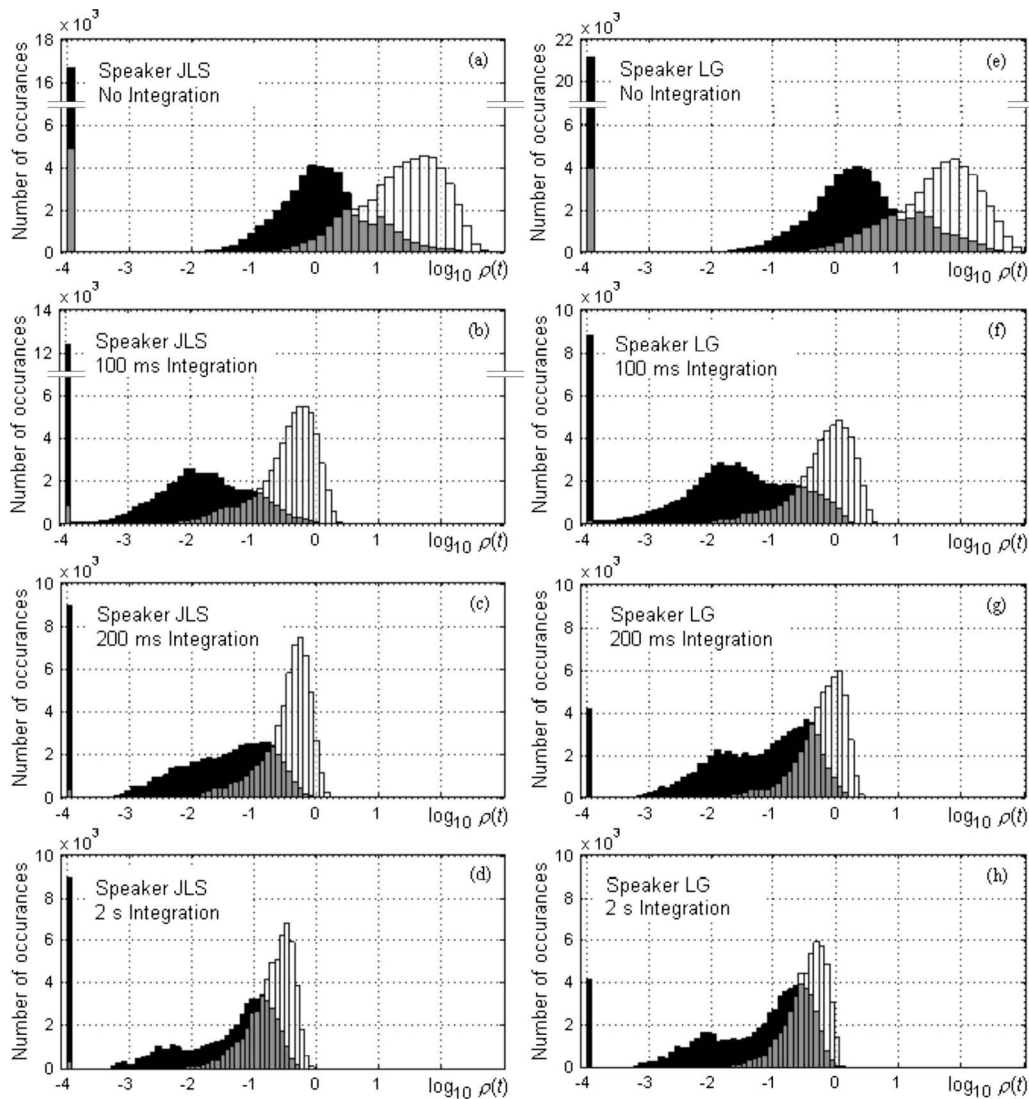 × 10³
18
16
4
2
0
Number of occurances
Speaker JLS
No Integration
(a)
-4 -3 -2 -1 0 1 log₁₀ ρ(t)
× 10³
22
20
4
2
0
Number of occurances
Speaker LG
No Integration
(e)
-4 -3 -2 -1 0 1 log₁₀ ρ(t)
× 10³
14
12
6
4
2
0
Number of occurances
Speaker JLS
100 ms Integration
(b)
-4 -3 -2 -1 0 1 log₁₀ ρ(t)
× 10³
10
8
6
4
2
0
Number of occurances
Speaker LG
100 ms Integration
(f)
-4 -3 -2 -1 0 1 log₁₀ ρ(t)
× 10³
10
8
6
4
2
0
Number of occurances
Speaker JLS
200 ms Integration
(c)
-4 -3 -2 -1 0 1 log₁₀ ρ(t)
× 10³
10
8
6
4
2
0
Number of occurances
Speaker LG
200 ms Integration
(g)
-4 -3 -2 -1 0 1 log₁₀ ρ(t)
× 10³
10
8
6
4
2
0
Number of occurances
Speaker JLS
2 s Integration
(d)
-4 -3 -2 -1 0 1 log₁₀ ρ(t)
× 10³
10
8
6
4
2
0
Number of occurances
Speaker LG
2 s Integration
(h)
-4 -3 -2 -1 0 1 log₁₀ ρ(t)